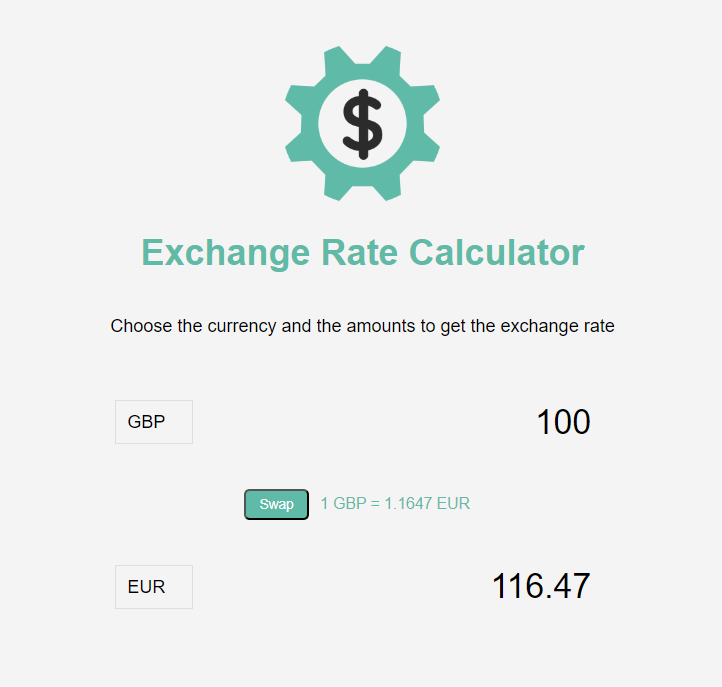 $
Exchange Rate Calculator
Choose the currency and the amounts to get the exchange rate
GBP 100
Swap 1 GBP = 1.1647 EUR
EUR 116.47